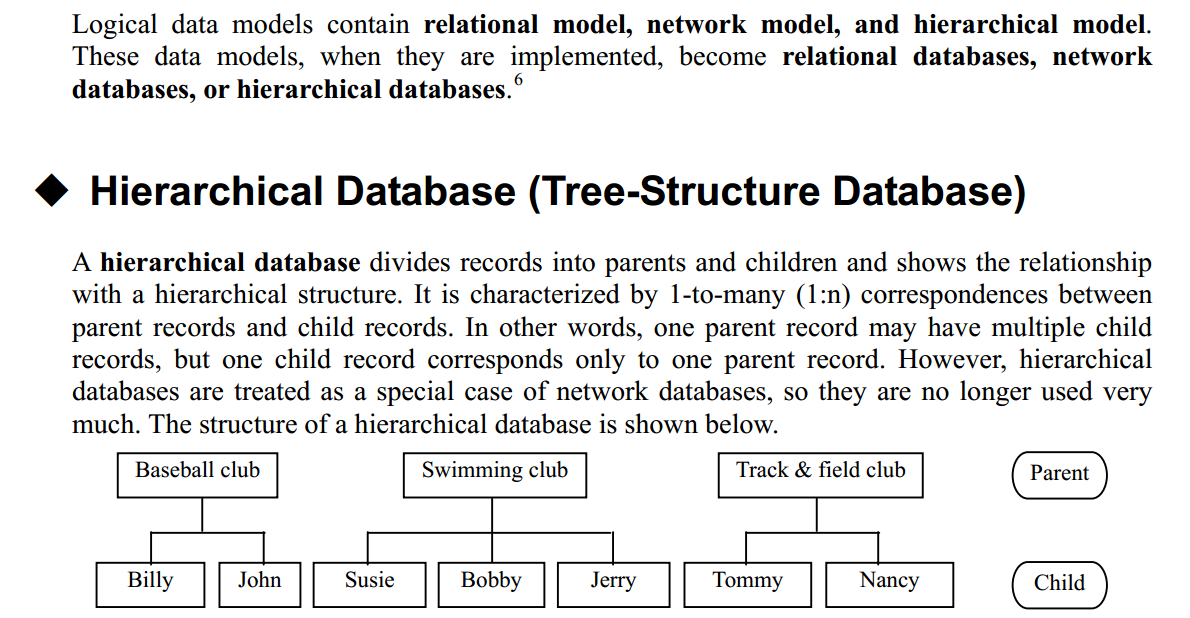 Logical data models contain relational model, network model, and hierarchical model.
These data models, when they are implemented, become relational databases, network
databases, or hierarchical databases.6
◆ Hierarchical Database (Tree-Structure Database)
A hierarchical database divides records into parents and children and shows the relationship
with a hierarchical structure. It is characterized by 1-to-many (1:n) correspondences between
parent records and child records. In other words, one parent record may have multiple child
records, but one child record corresponds only to one parent record. However, hierarchical
databases are treated as a special case of network databases, so they are no longer used very
much. The structure of a hierarchical database is shown below.
Baseball club Swimming club Track & field club Parent
Billy John Susie Bobby Jerry Tommy Nancy Child